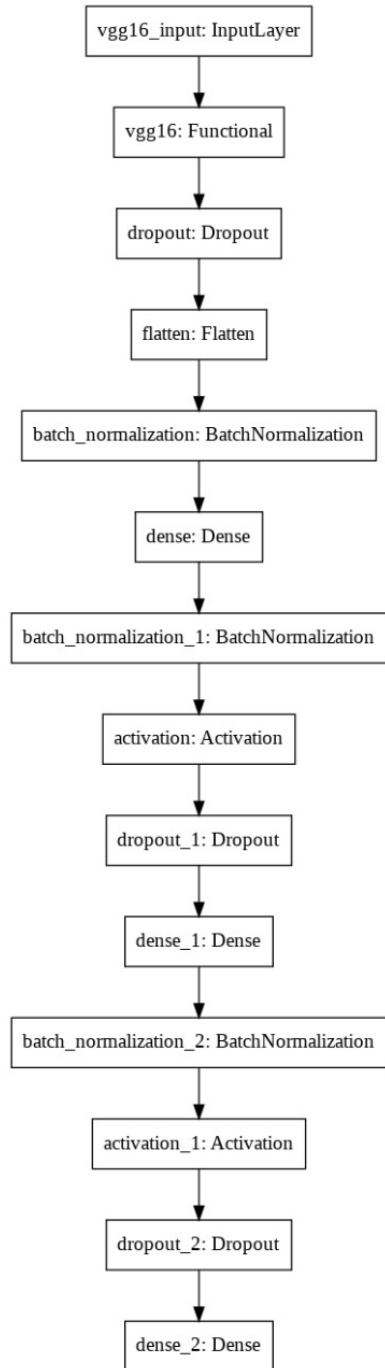 vgg16_input: InputLayer
vgg16: Functional
dropout: Dropout
flatten: Flatten
batch_normalization: BatchNormalization
dense: Dense
batch_normalization_1: BatchNormalization
activation: Activation
dropout_1: Dropout
dense_1: Dense
batch_normalization_2: BatchNormalization
activation_1: Activation
dropout_2: Dropout
dense_2: Dense